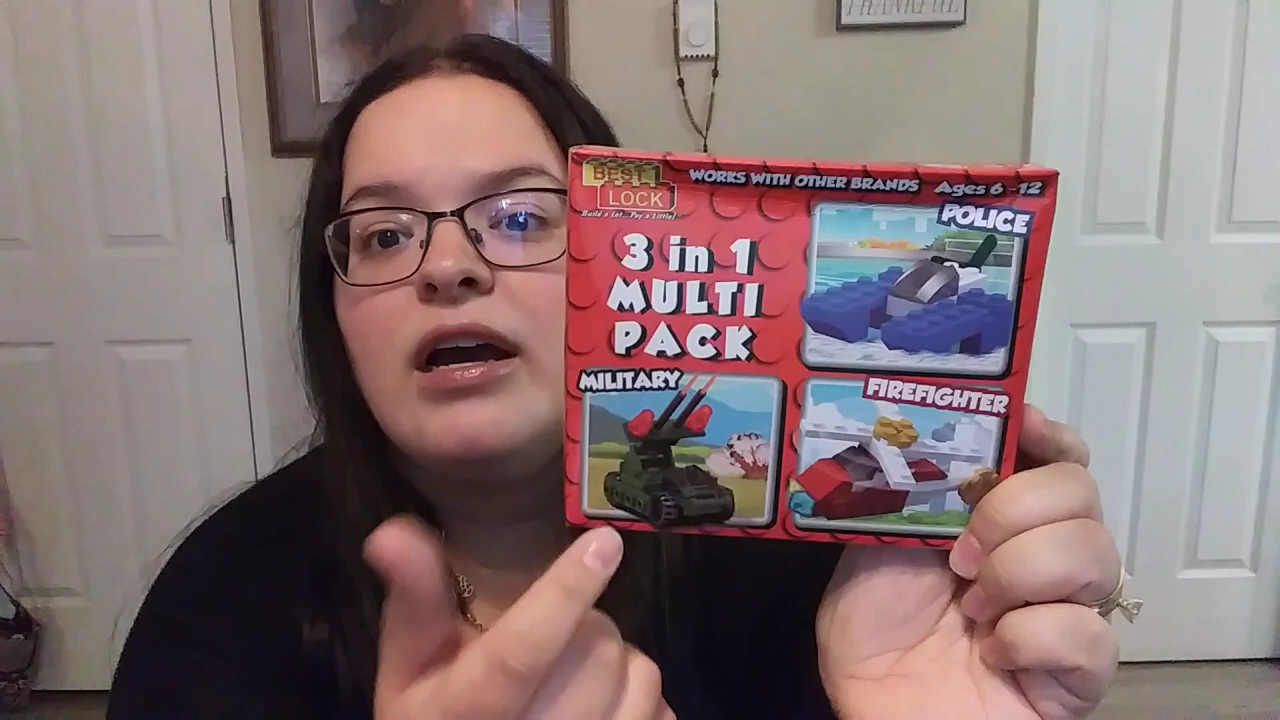 THANKFUL
BEST
LOCK
Build a Lot...Pay a Little!
WORKS WITH OTHER BRANDS
Ages 6-12
3 in 1
MULTI
PACK
POLICE
MILITARY
FIREFIGHTER